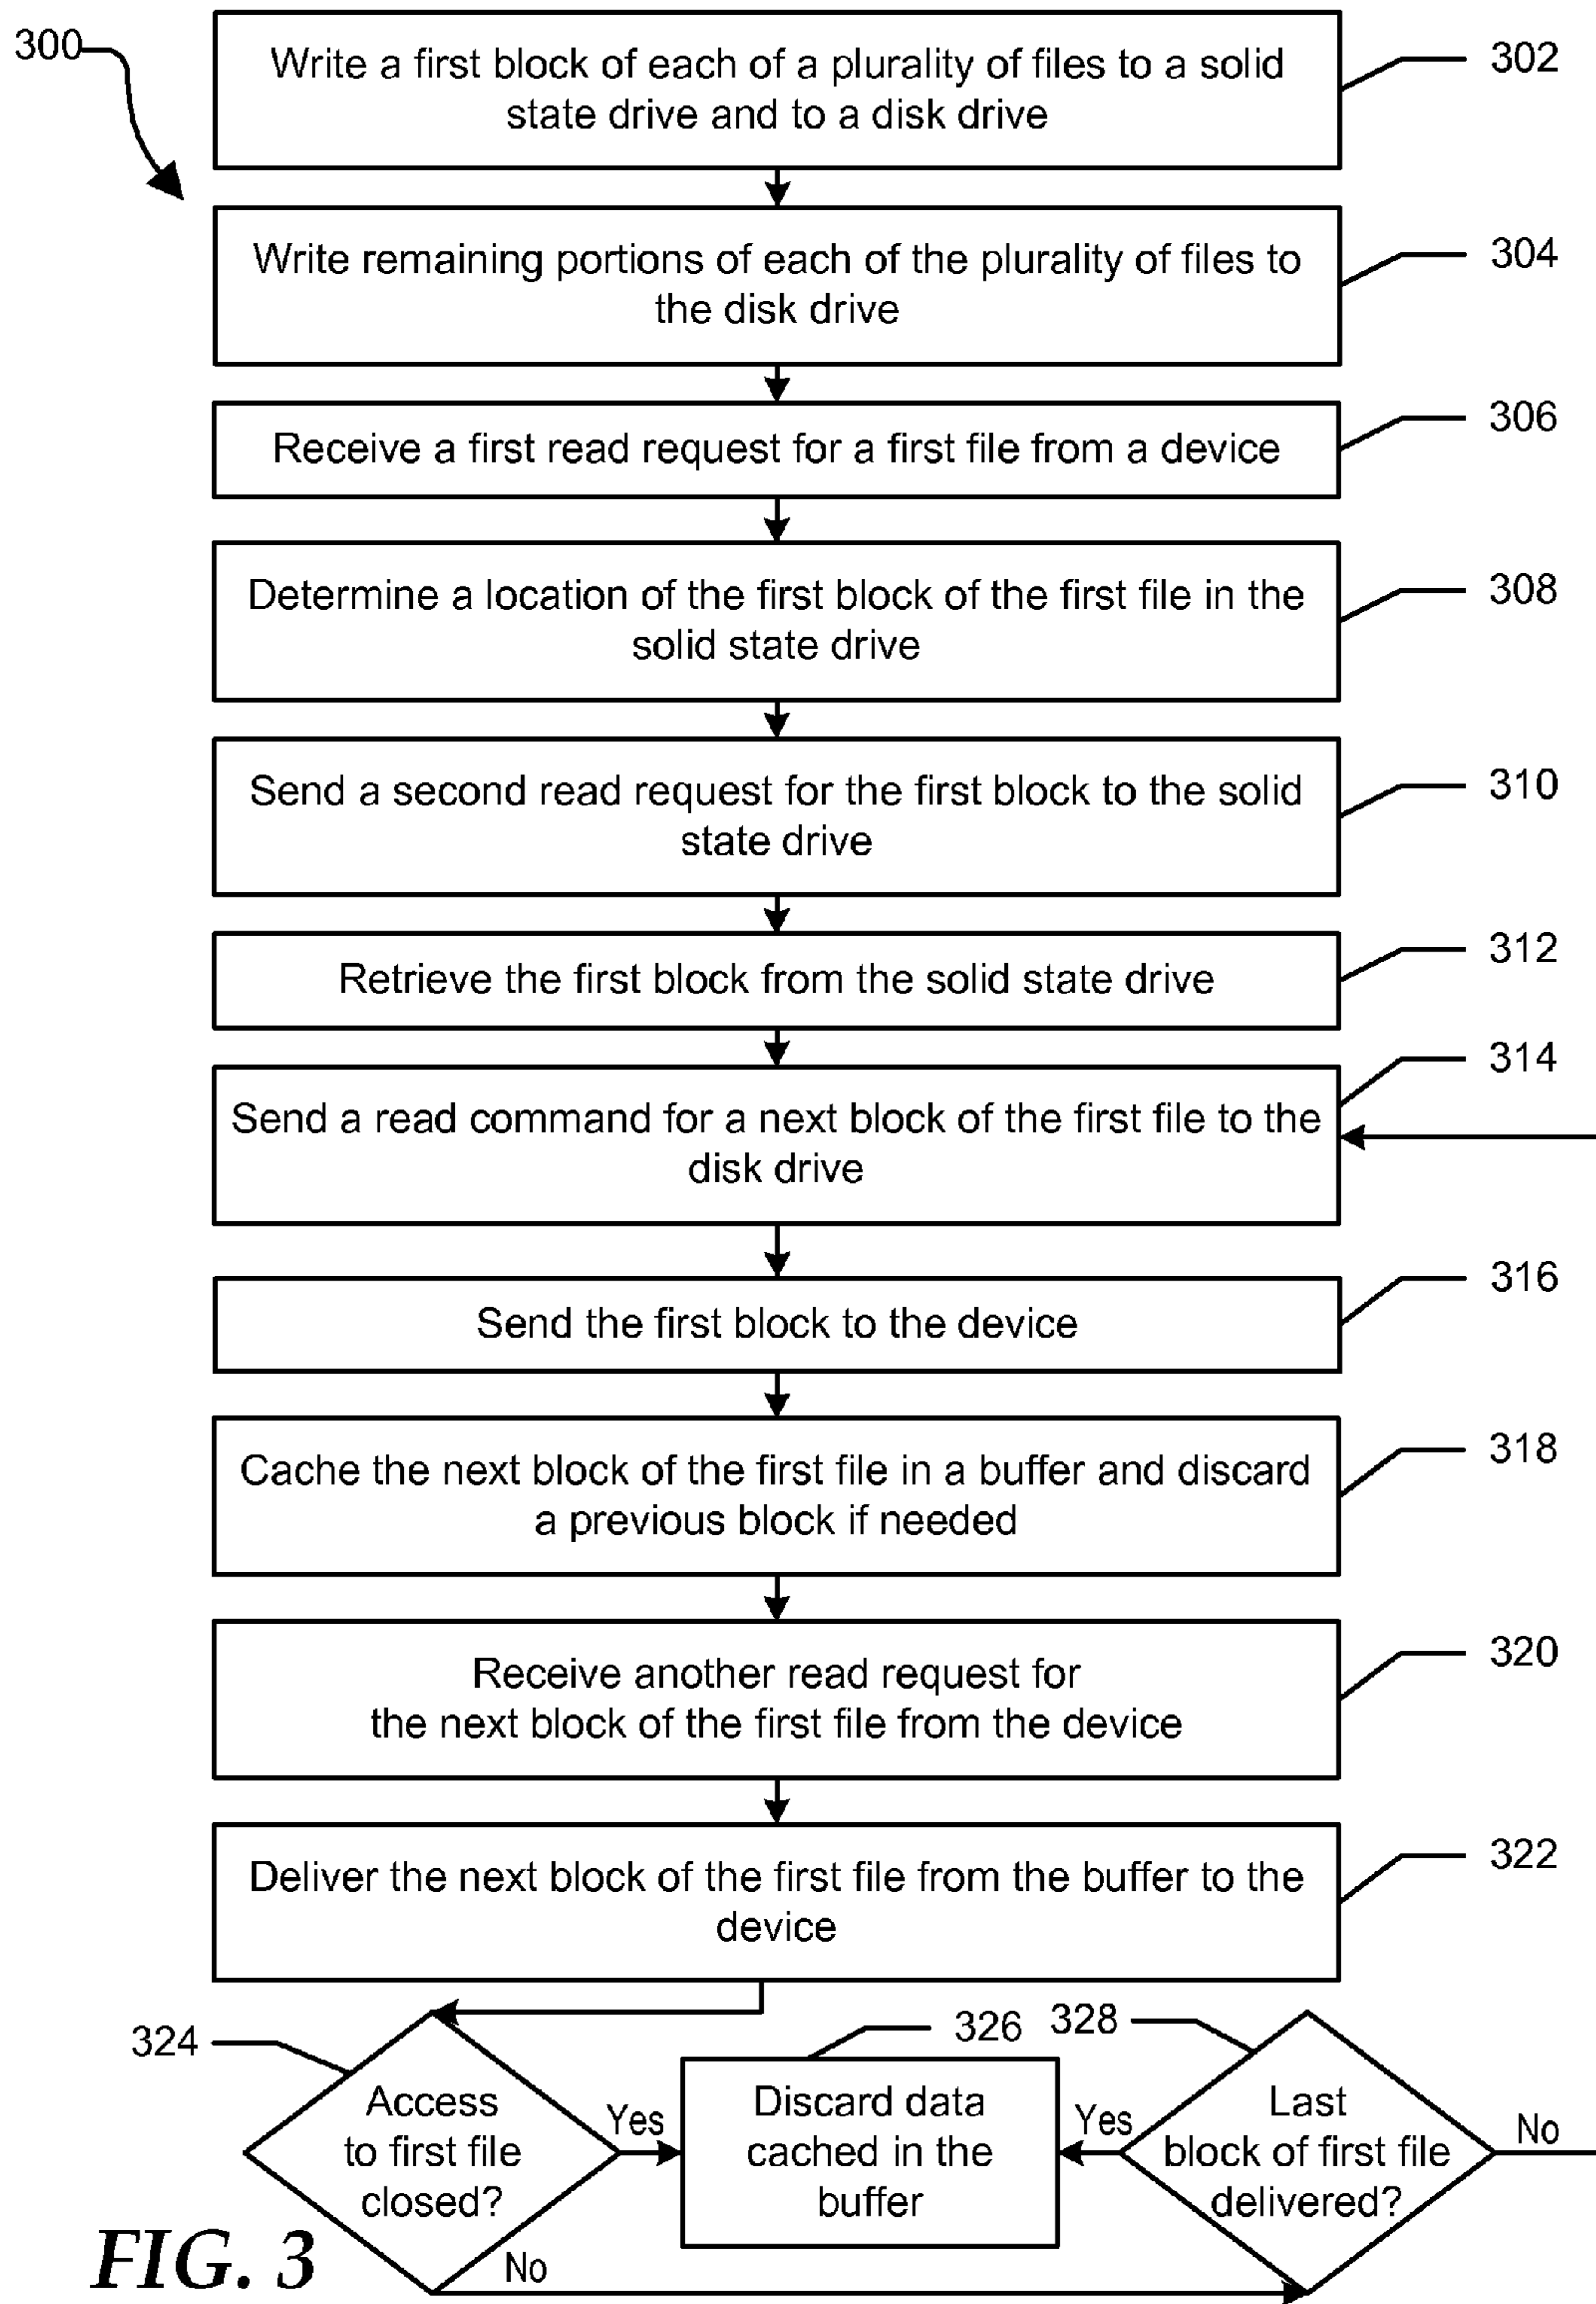 300
Write a first block of each of a plurality of files to a solid
state drive and to a disk drive
302
Write remaining portions of each of the plurality of files to
the disk drive
304
Receive a first read request for a first file from a device
306
Determine a location of the first block of the first file in the
solid state drive
308
Send a second read request for the first block to the solid
state drive
310
Retrieve the first block from the solid state drive
312
Send a read command for a next block of the first file to the
disk drive
314
Send the first block to the device
316
Cache the next block of the first file in a buffer and discard
a previous block if needed
318
Receive another read request for
the next block of the first file from the device
320
Deliver the next block of the first file from the buffer to the
device
322
324
Access
to first file
closed?
Yes
No
326
Discard data
cached in the
buffer
328
Yes
Last
block of first file
delivered?
No
FIG. 3